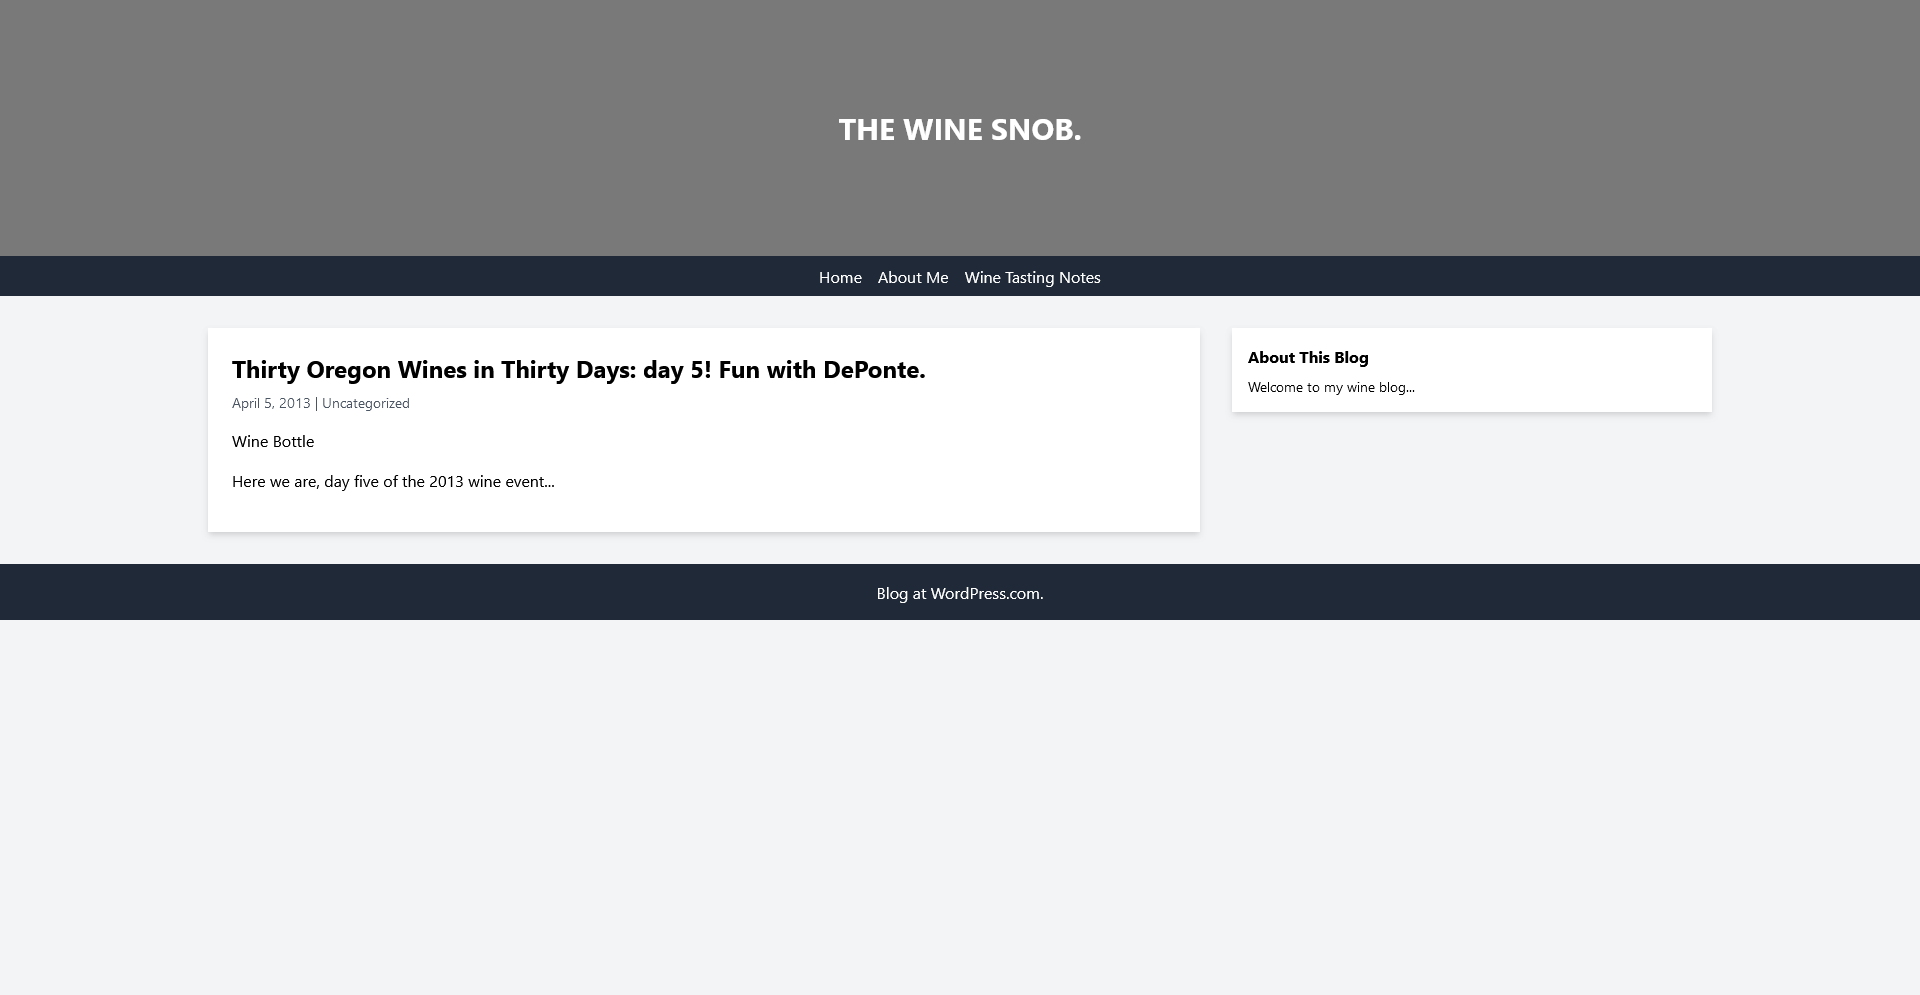 THE WINE SNOB.
Home About Me Wine Tasting Notes
Thirty Oregon Wines in Thirty Days: day 5! Fun with DePonte.
April 5, 2013 | Uncategorized
Wine Bottle
Here we are, day five of the 2013 wine event...
About This Blog
Welcome to my wine blog...
Blog at WordPress.com.